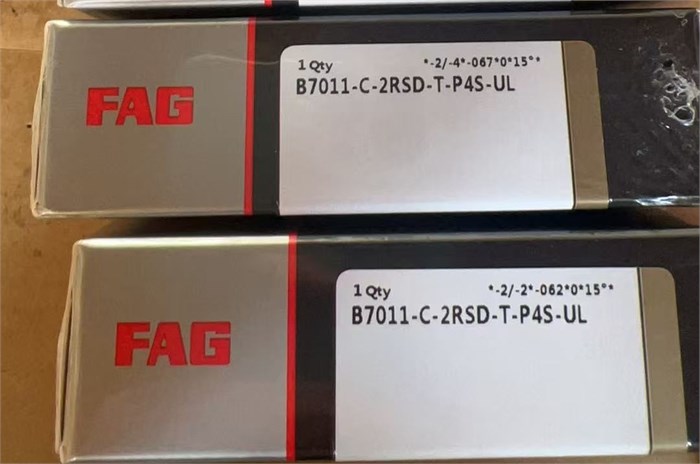 FAG
1 Qty *-2/-4*-067*0*15°*
B7011-C-2RSD-T-P4S-UL
FAG
1 Qty *-2/-2*-062*0*15°*
B7011-C-2RSD-T-P4S-UL